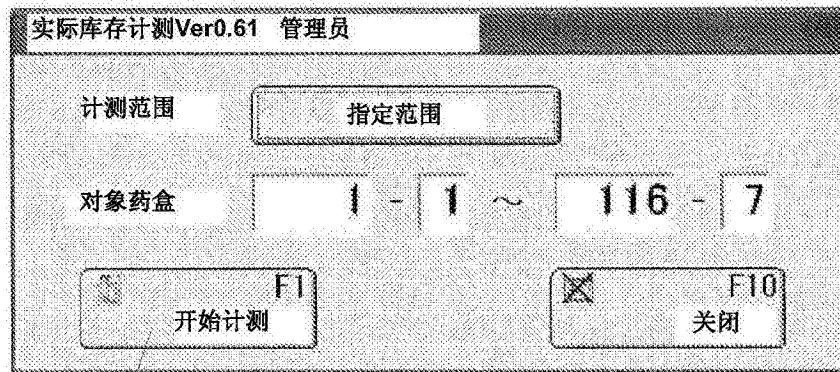 实际库存计测Ver0.61 管理员
计测范围 指定范围
对象药盒 1 - 1 ～ 116 - 7
F1 F10
开始计测 关闭